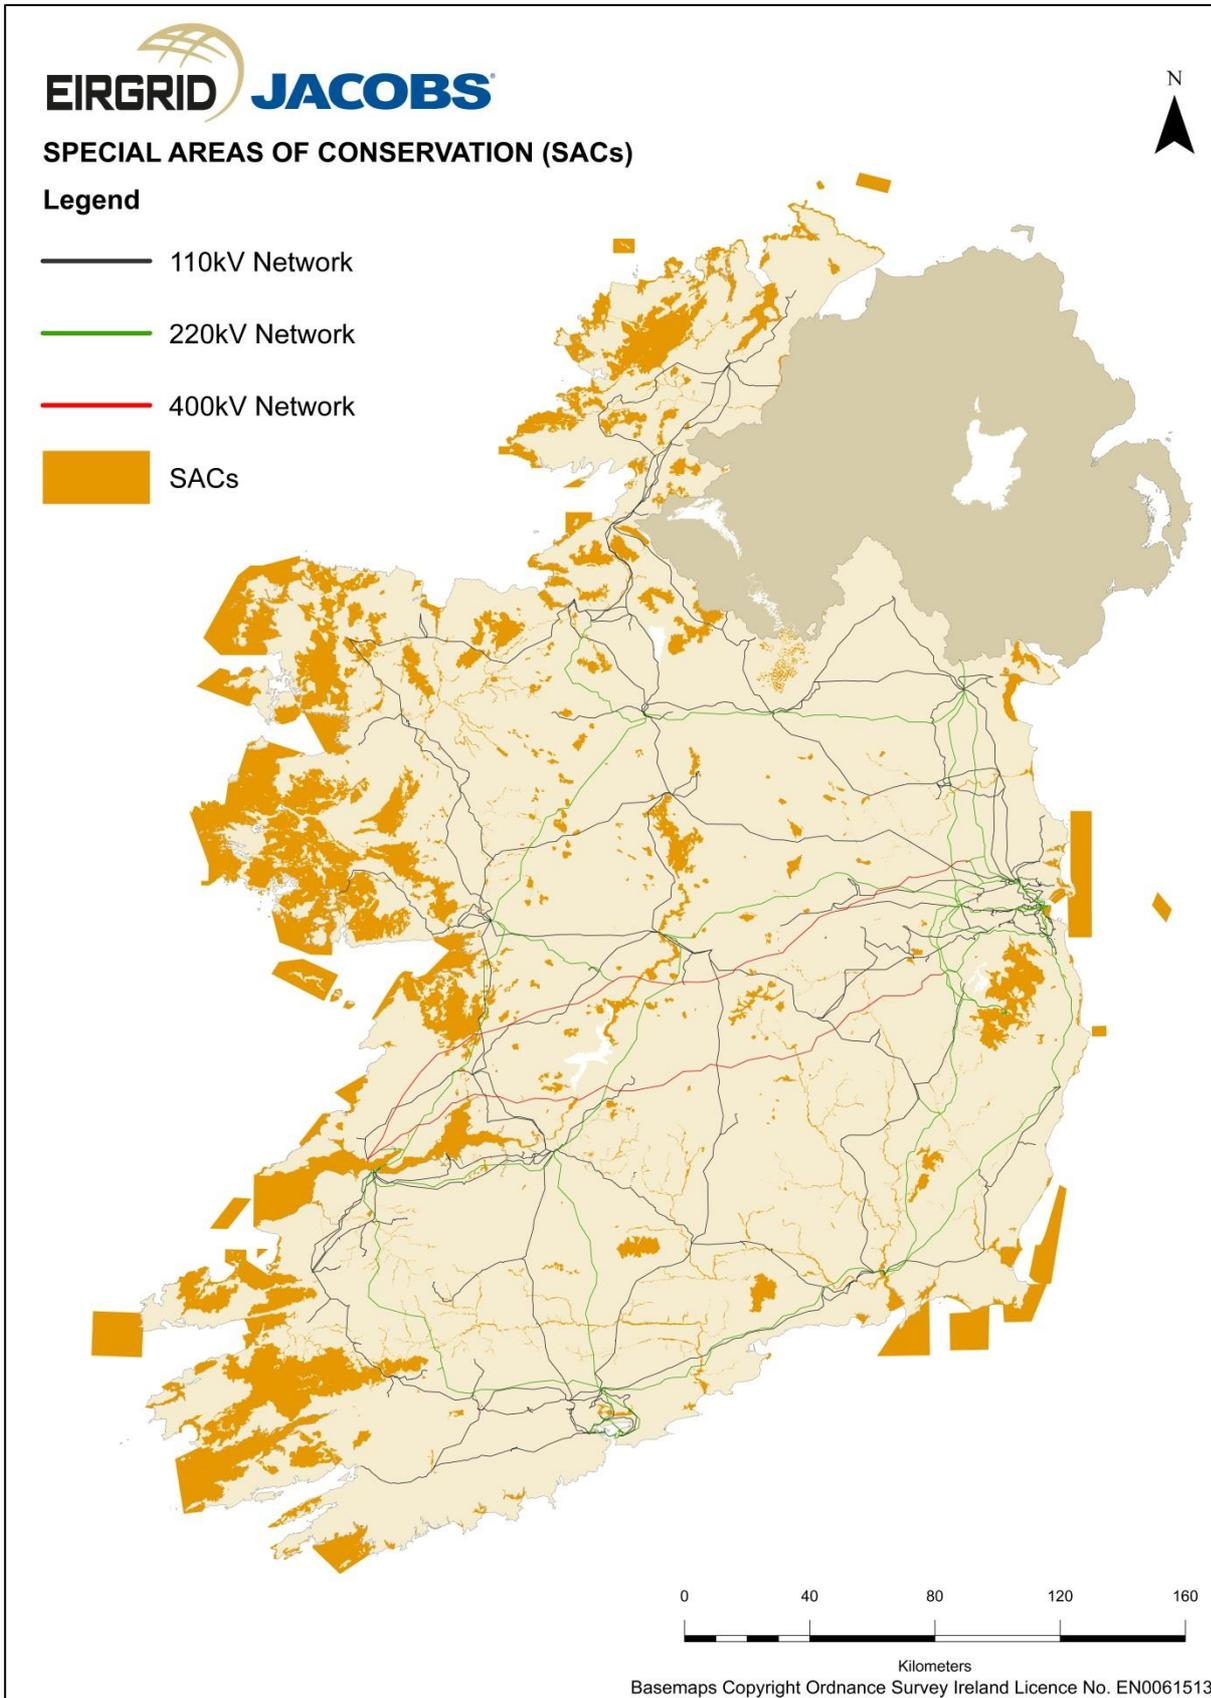 EIRGRID JACOBS
N
SPECIAL AREAS OF CONSERVATION (SACs)
Legend
110kV Network
220kV Network
400kV Network
SACs
0 40 80 120 160
Kilometers
Basemaps Copyright Ordnance Survey Ireland Licence No. EN0061513